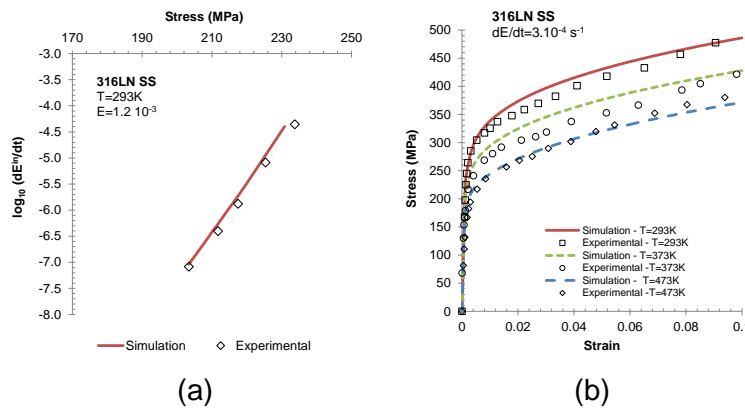 Stress (MPa)
170 190 210 230 250
-3.0
-3.5
-4.0
-4.5
-5.0
-5.5
-6.0
-6.5
-7.0
-7.5
-8.0
log₁₀ (dEⁱⁿ/dt)
316LN SS
T=293K
E=1.2 10⁻³
Simulation
Experimental
(a)
316LN SS
dE/dt=3.10⁻⁴ s⁻¹
500
450
400
350
300
250
200
150
100
50
0
Stress (MPa)
Simulation - T=293K
Experimental -T=293K
Simulation - T=373K
Experimental -T=373K
Simulation - T=473K
Experimental -T=473K
0 0.02 0.04 0.06 0.08 0.1
Strain
(b)